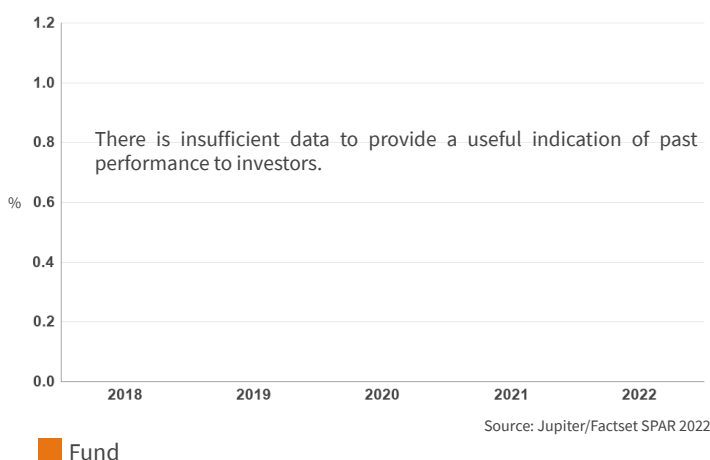 1.2
1.0
There is insufficient data to provide a useful indication of past
0.8
performance to investors.
% 0.6
0.4
0.2
0.0
2018 2019 2020 2021 2022
Source: Jupiter/Factset SPAR 2022
Fund